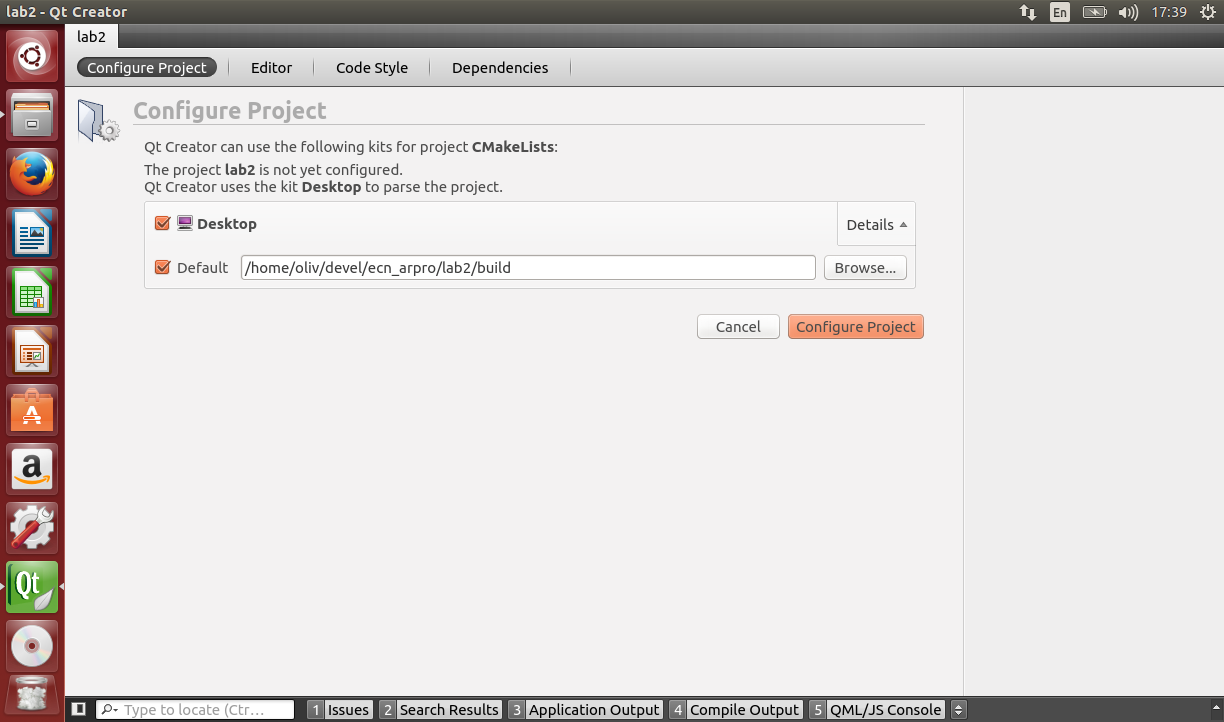 lab2 - Qt Creator
En
17:39
lab2
Configure Project
Editor
Code Style
Dependencies
Configure Project
Qt Creator can use the following kits for project CMakeLists:
The project lab2 is not yet configured.
Qt Creator uses the kit Desktop to parse the project.
Desktop
Details
Default
/home/oliv/devel/ecn_arpro/lab2/build
Browse...
Cancel
Configure Project
A
a
Qt
Type to locate (Ctr...
1 Issues
2 Search Results
3 Application Output
4 Compile Output
5 QML/JS Console